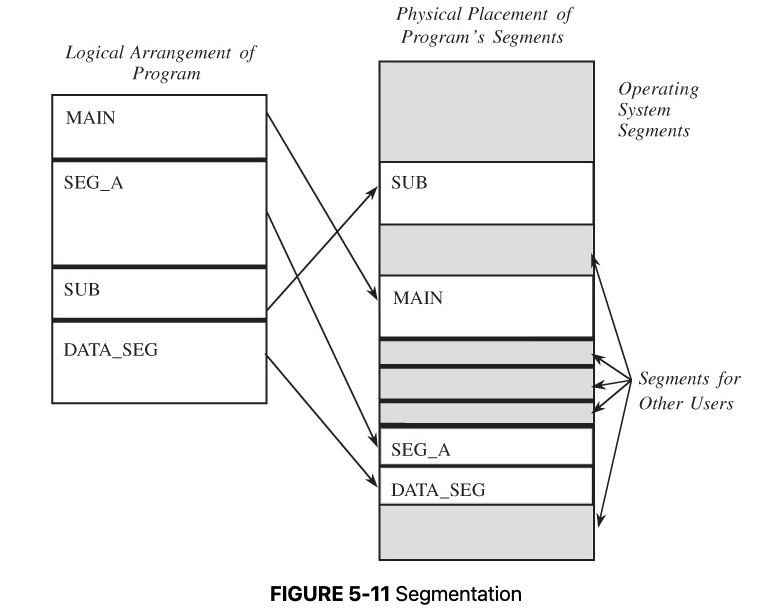 Physical Placement of
Program's Segments
Logical Arrangement of
Program
MAIN
SEG_A
SUB
DATA_SEG
Operating
System
Segments
SUB
MAIN
SEG_A
DATA_SEG
Segments for
Other Users
FIGURE 5-11 Segmentation